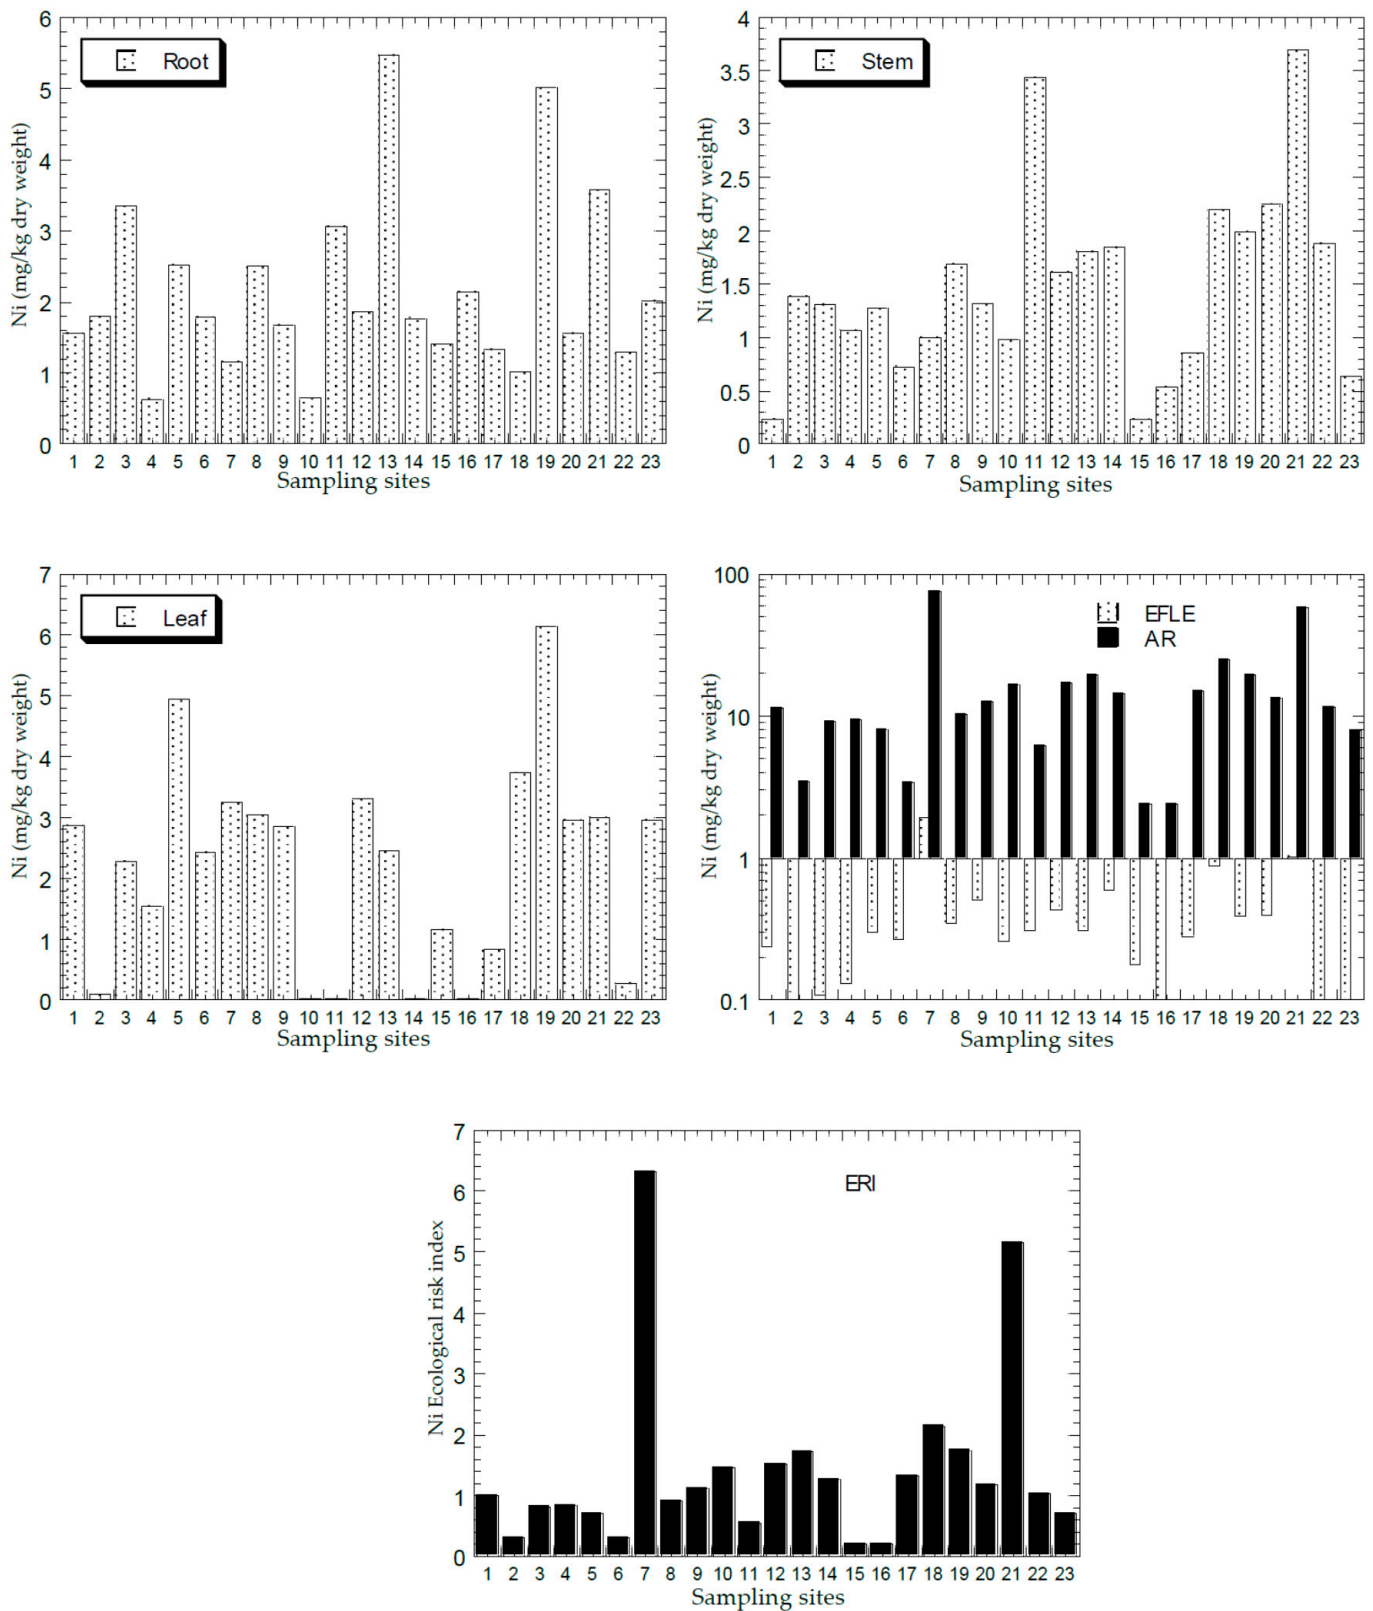 Root
Ni (mg/kg dry weight)
6
5
4
3
2
1
0
1 2 3 4 5 6 7 8 9 10 11 12 13 14 15 16 17 18 19 20 21 22 23
Sampling sites
Stem
Ni (mg/kg dry weight)
4
3.5
3
2.5
2
1.5
1
0.5
0
1 2 3 4 5 6 7 8 9 10 11 12 13 14 15 16 17 18 19 20 21 22 23
Sampling sites
Leaf
Ni (mg/kg dry weight)
7
6
5
4
3
2
1
0
1 2 3 4 5 6 7 8 9 10 11 12 13 14 15 16 17 18 19 20 21 22 23
Sampling sites
EFLE
AR
Ni (mg/kg dry weight)
100
10
1
0.1
1 2 3 4 5 6 7 8 9 10 11 12 13 14 15 16 17 18 19 20 21 22 23
Sampling sites
ERI
Ni Ecological risk index
7
6
5
4
3
2
1
0
1 2 3 4 5 6 7 8 9 10 11 12 13 14 15 16 17 18 19 20 21 22 23
Sampling sites